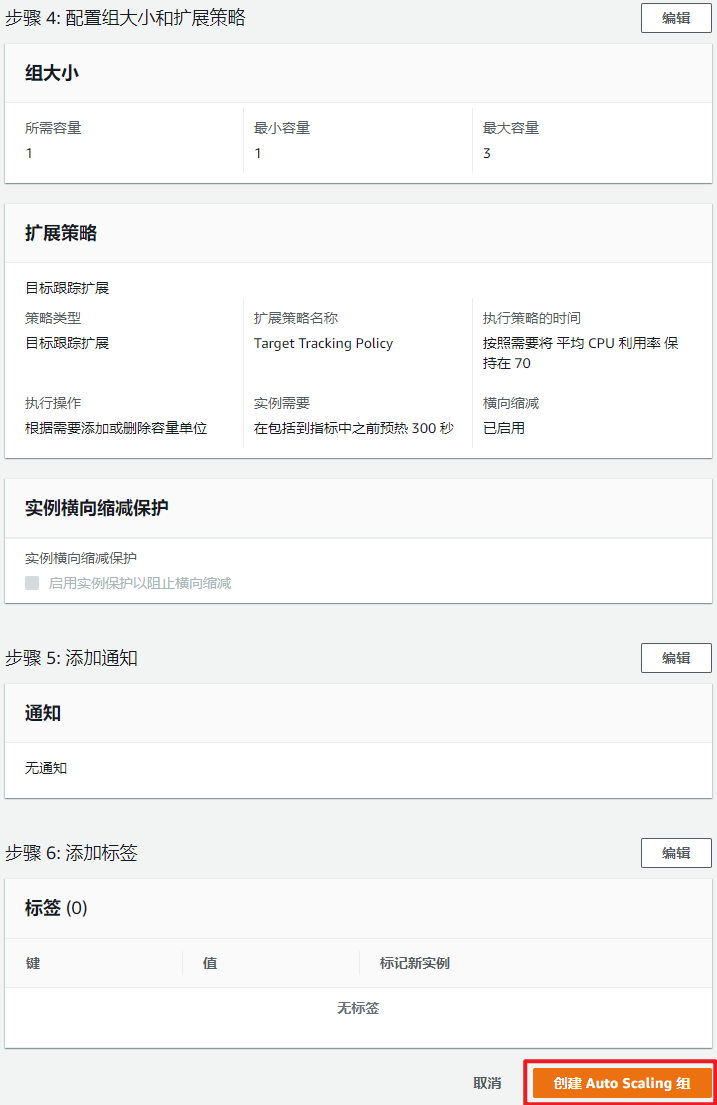 步骤 4: 配置组大小和扩展策略
编辑
组大小
所需容量
最小容量
最大容量
1
1
3
扩展策略
目标跟踪扩展
策略类型
扩展策略名称
执行策略的时间
目标跟踪扩展
Target Tracking Policy
按照需要将 平均 CPU 利用率 保
持在 70
执行操作
实例需要
横向缩减
根据需要添加或删除容量单位
在包括到指标中之前预热 300 秒
已启用
实例横向缩减保护
实例横向缩减保护
启用实例保护以阻止横向缩减
步骤 5: 添加通知
编辑
通知
无通知
步骤 6: 添加标签
编辑
标签 (0)
键
值
标记新实例
无标签
取消
创建 Auto Scaling 组